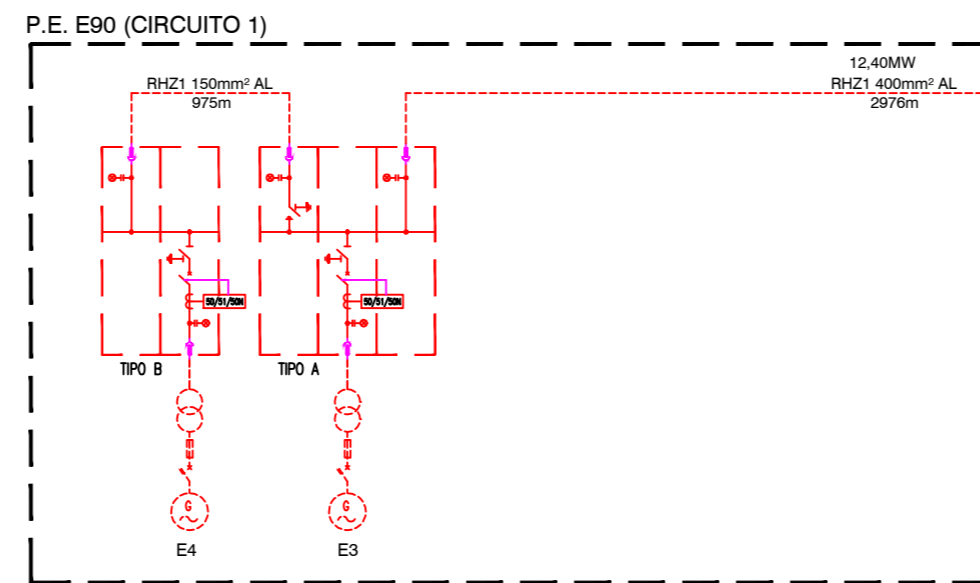 P.E. E90 (CIRCUITO 1)
12,40MW
RHZ1 150mm² AL
RHZ1 400mm² AL
975m
2976m
50/51/50N
50/51/50N
TIPO B
TIPO A
G
G
E4
E3